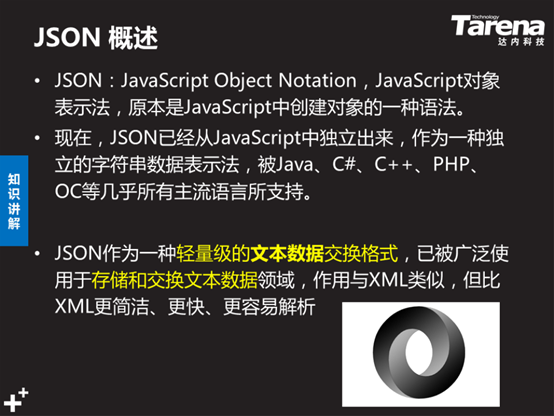 JSON 概述
Technology
Tarena
达内科技
• JSON：JavaScript Object Notation，JavaScript对象
表示法，原本是JavaScript中创建对象的一种语法。
• 现在，JSON已经从JavaScript中独立出来，作为一种独
立的字符串数据表示法，被Java、C#、C++、PHP、
OC等几乎所有主流语言所支持。
知识讲解
• JSON作为一种轻量级的文本数据交换格式，已被广泛使
用于存储和交换文本数据领域，作用与XML类似，但比
XML更简洁、更快、更容易解析
++